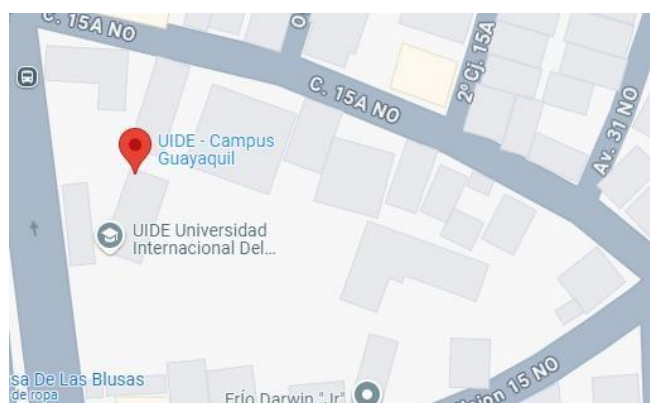 C. 15A NO
C. 15A NO
2° Cj. 15A
Av. 31 NO
UIDE - Campus
Guayaquil
UIDE Universidad
Internacional Del...
sa De Las Blusas
de ropa
Frío Darwin "Jr"
15 NO